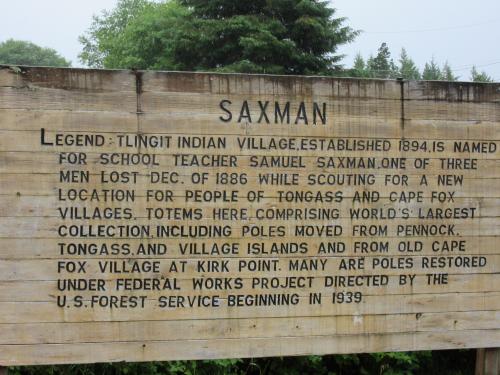 SAXMAN
LEGEND: TLINGIT INDIAN VILLAGE, ESTABLISHED 1894, IS NAMED
FOR SCHOOL TEACHER SAMUEL SAXMAN, ONE OF THREE
MEN LOST DEC. OF 1886 WHILE SCOUTING FOR A NEW
LOCATION FOR PEOPLE OF TONGASS AND CAPE FOX
VILLAGES. TOTEMS HERE, COMPRISING WORLD'S LARGEST
COLLECTION, INCLUDING POLES MOVED FROM PENNOCK,
TONGASS, AND VILLAGE ISLANDS AND FROM OLD CAPE
FOX VILLAGE AT KIRK POINT. MANY ARE POLES RESTORED
UNDER FEDERAL WORKS PROJECT DIRECTED BY THE
U.S. FOREST SERVICE BEGINNING IN 1939.